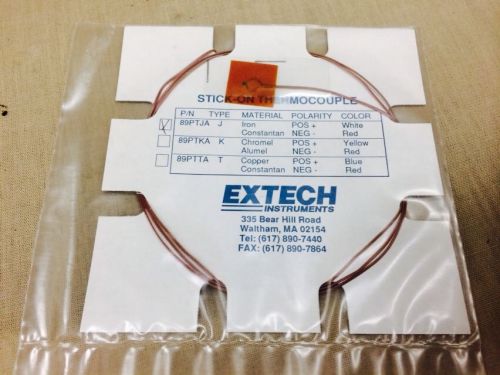 STICK-ON THERMOCOUPLE
P/N TYPE MATERIAL POLARITY COLOR
89PTJA J Iron POS + White
Constantan NEG - Red
89PTKA K Chromel POS + Yellow
Alumel NEG - Red
89PTTA T Copper POS + Blue
Constantan NEG - Red
EXTECH
INSTRUMENTS
335 Bear Hill Road
Waltham, MA 02154
Tel: (617) 890-7440
FAX: (617) 890-7864